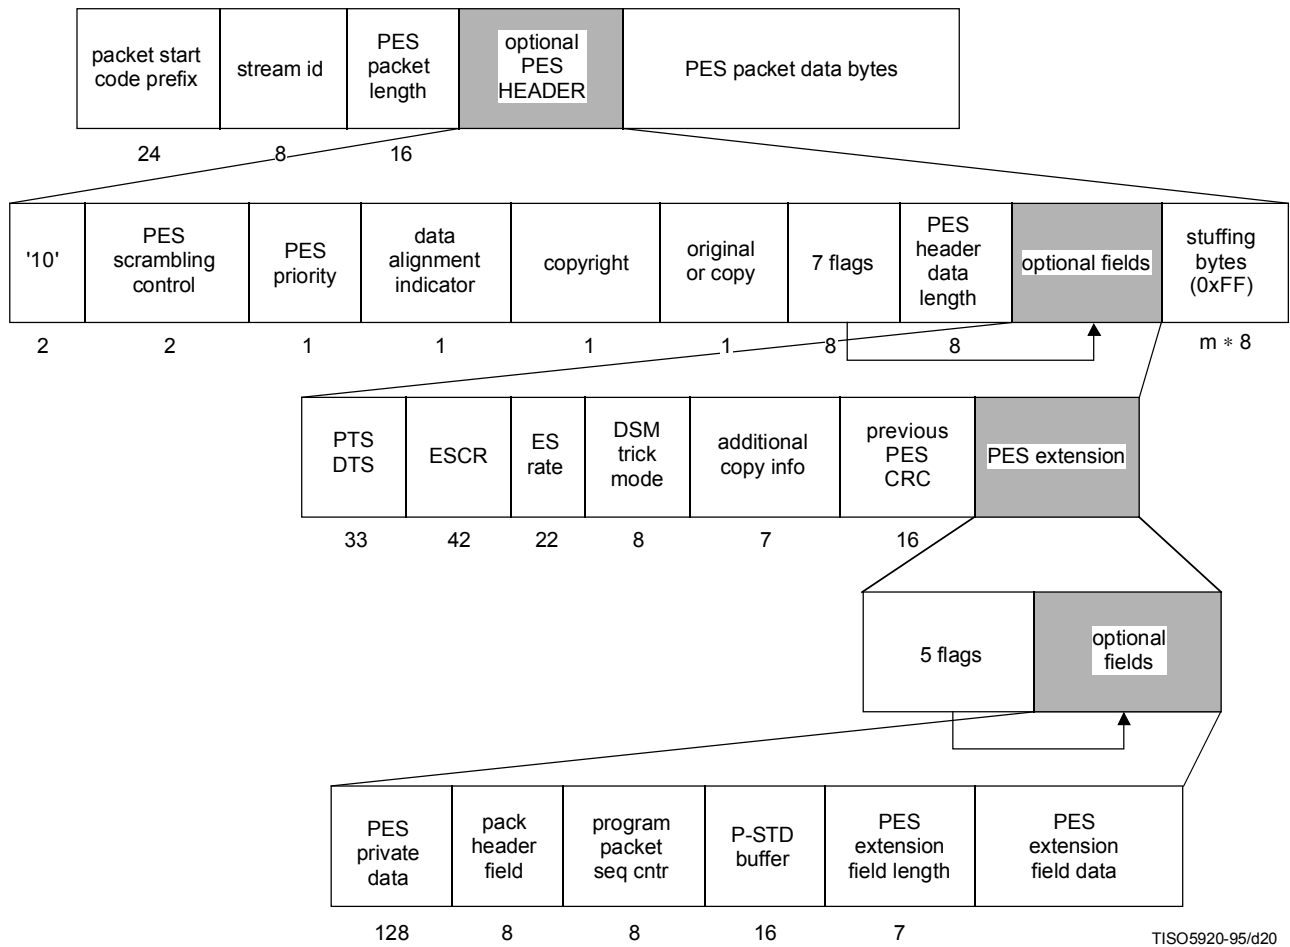 packet start
code prefix
stream id
PES
packet
length
optional
PES
HEADER
PES packet data bytes
24
8
16
'10'
PES
scrambling
control
PES
priority
data
alignment
indicator
copyright
original
or copy
7 flags
PES
header
data
length
optional fields
stuffing
bytes
(0xFF)
2
2
1
1
1
1
8
8
m ∗ 8
PTS
DTS
ESCR
ES
rate
DSM
trick
mode
additional
copy info
previous
PES
CRC
PES extension
33
42
22
8
7
16
5 flags
optional
fields
PES
private
data
pack
header
field
program
packet
seq cntr
P-STD
buffer
PES
extension
field length
PES
extension
field data
128
8
8
16
7
TISO5920-95/d20